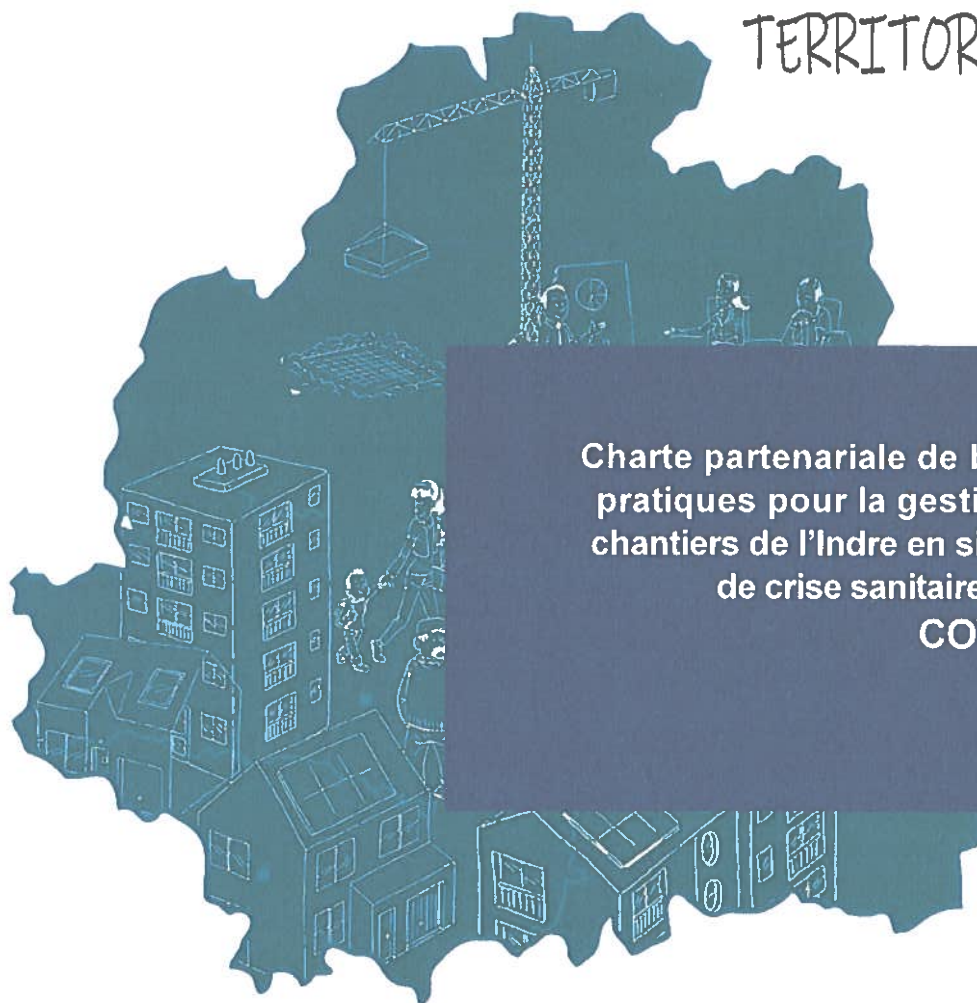 TERRITOR
Charte partenariale de
pratiques pour la gesti
chantiers de l'Indre en si
de crise sanitaire
CO